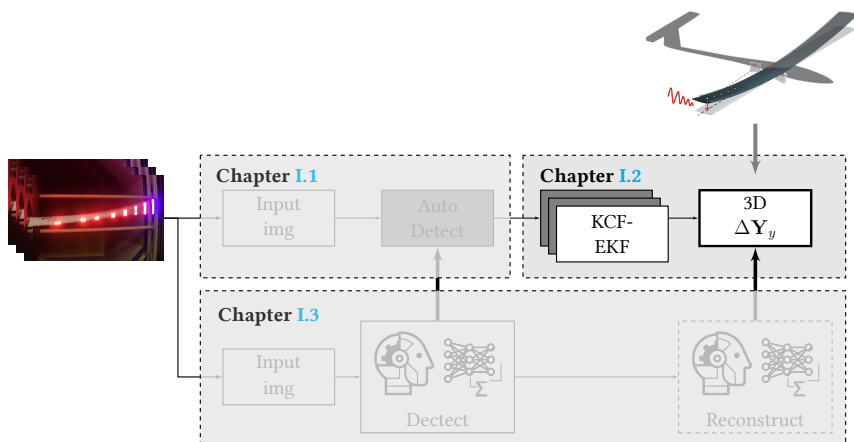 Chapter I.1
Chapter I.2
Input
img
Auto
Detect
KCF-
EKF
3D
ΔY_y
Chapter I.3
Input
img
Σ
Dectect
Σ
Reconstruct